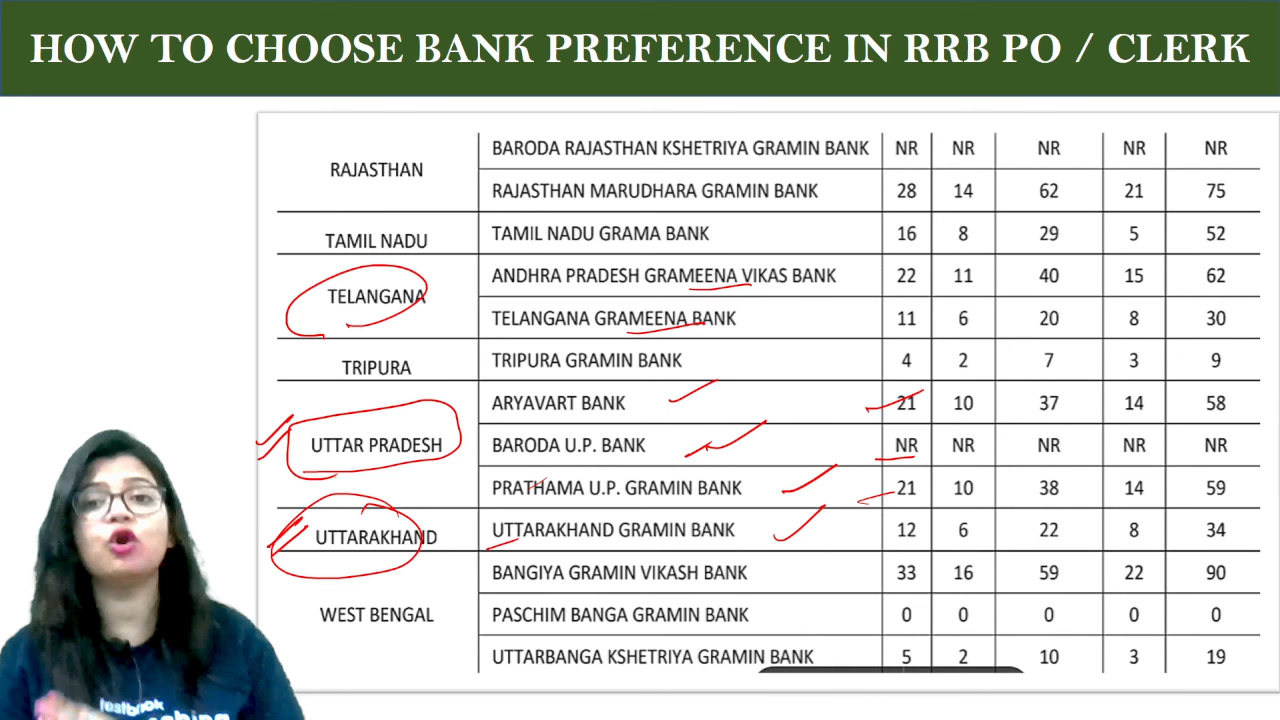 HOW TO CHOOSE BANK PREFERENCE IN RRB PO / CLERK
RAJASTHAN
BARODA RAJASTHAN KSHETRIYA GRAMIN BANK NR NR NR NR NR
RAJASTHAN MARUDHARA GRAMIN BANK 28 14 62 21 75
TAMIL NADU TAMIL NADU GRAMA BANK 16 8 29 5 52
TELANGANA
ANDHRA PRADESH GRAMEENA VIKAS BANK 22 11 40 15 62
TELANGANA GRAMEENA BANK 11 6 20 8 30
TRIPURA TRIPURA GRAMIN BANK 4 2 7 3 9
UTTAR PRADESH
ARYAVART BANK 21 10 37 14 58
BARODA U.P. BANK NR NR NR NR NR
PRATHAMA U.P. GRAMIN BANK 21 10 38 14 59
UTTARAKHAND UTTARAKHAND GRAMIN BANK 12 6 22 8 34
WEST BENGAL
BANGIYA GRAMIN VIKASH BANK 33 16 59 22 90
PASCHIM BANGA GRAMIN BANK 0 0 0 0 0
UTTARBANGA KSHETRIYA GRAMIN BANK 5 2 10 3 19
testbook